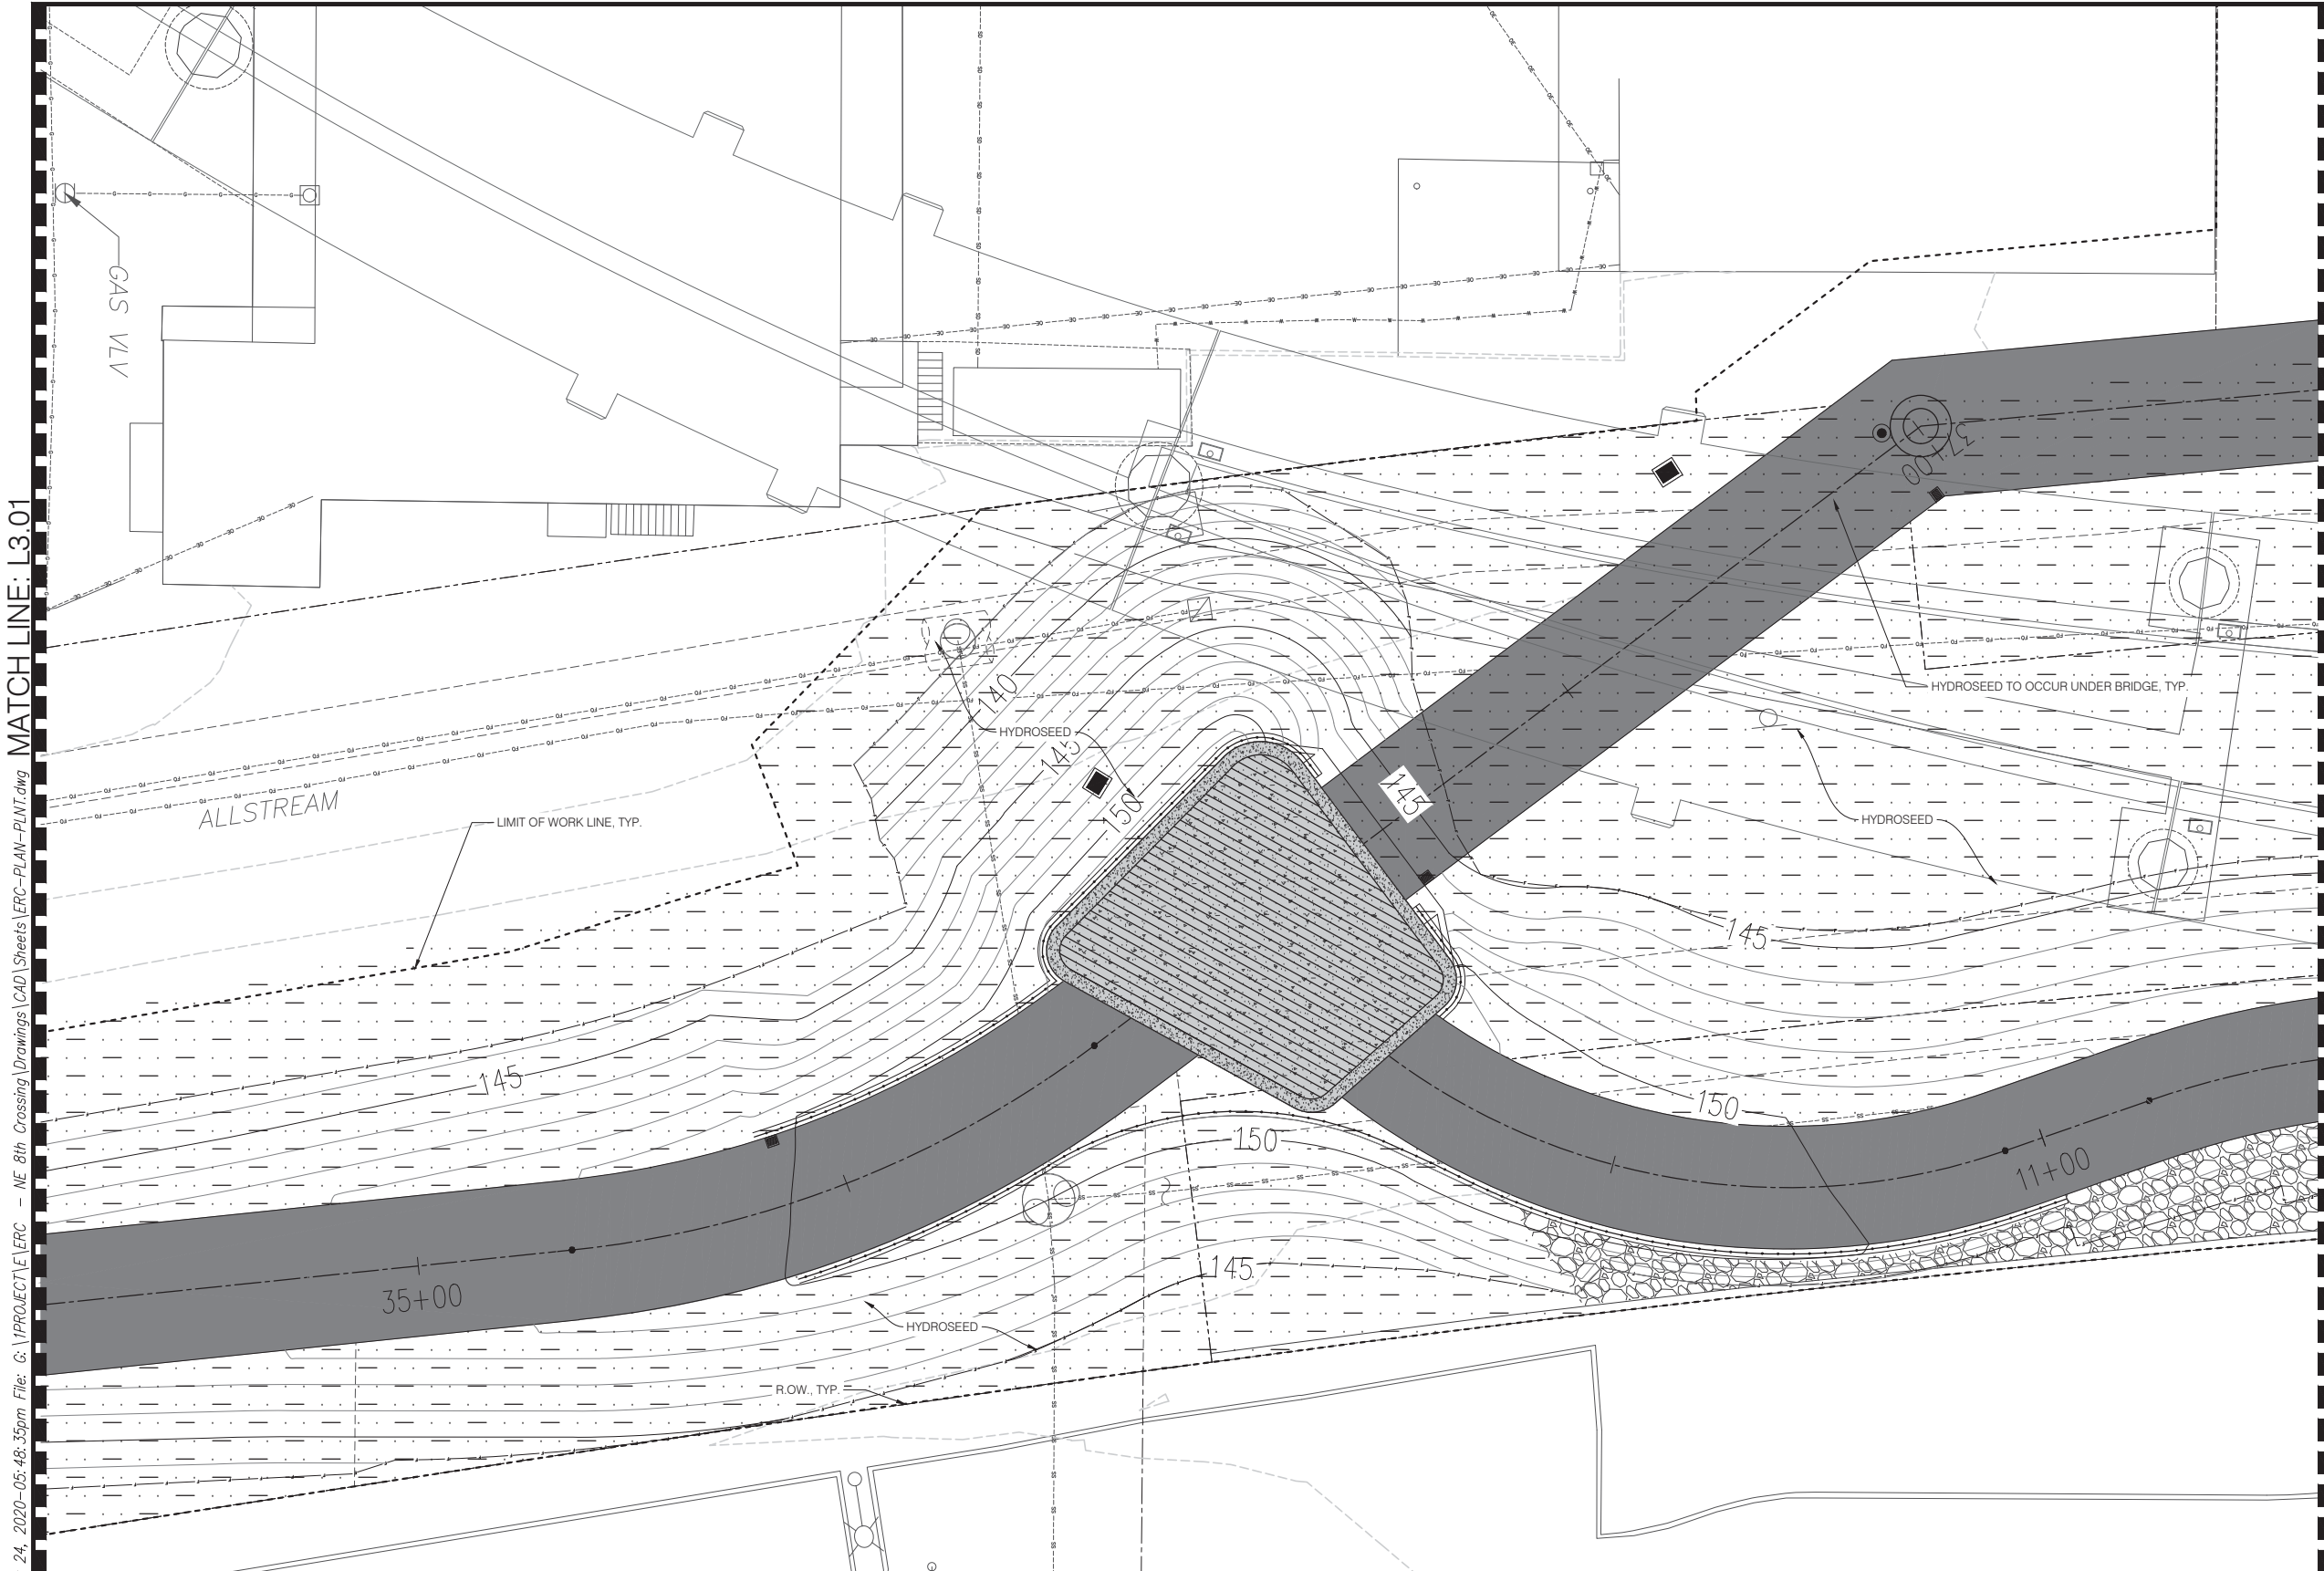 MATCH LINE: L3.01
24, 2020-05:48:35pm File: G:\1PROJECT\E\ERC - NE 8th Crossing\Drawings\CAD\Sheets\ERC-PLAN-PLNT.dwg
GAS VLV
37+00
HYDROSEED TO OCCUR UNDER BRIDGE, TYP.
140
HYDROSEED
145
150
145
ALLSTREAM
LIMIT OF WORK LINE, TYP.
HYDROSEED
145
145
150
150
11+00
145
35+00
HYDROSEED
R.OW., TYP.